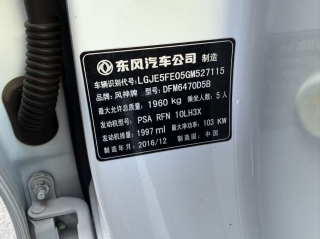 东风汽车公司 制造
车辆识别代号: LGJE5FE05GM527115
品牌: 风神牌 型号: DFM6470D5B
最大允许总质量: 1960 kg 乘坐人数: 5 人
发动机型号: PSA RFN 10LH3X
发动机排量: 1997 ml 最大净功率: 103 KW
制造年月: 2016/12 制造国: 中国